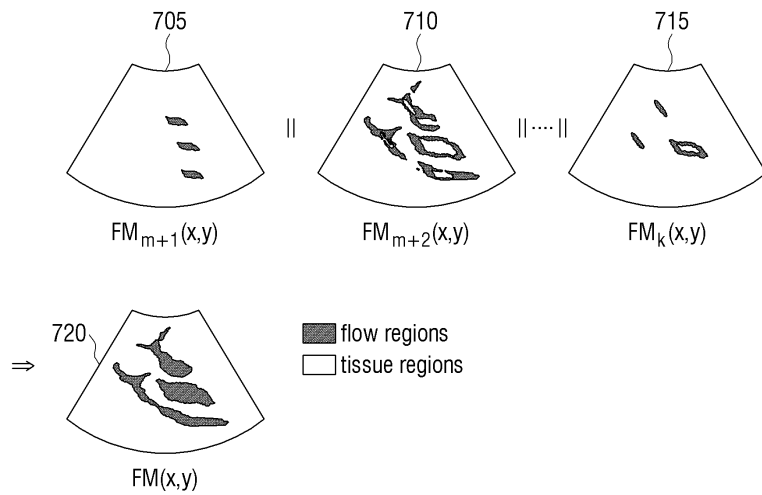 705
710
715
|| ||····||
FMm+1(x,y)
FMm+2(x,y)
FMk(x,y)
720
⇒
flow regions
tissue regions
FM(x,y)